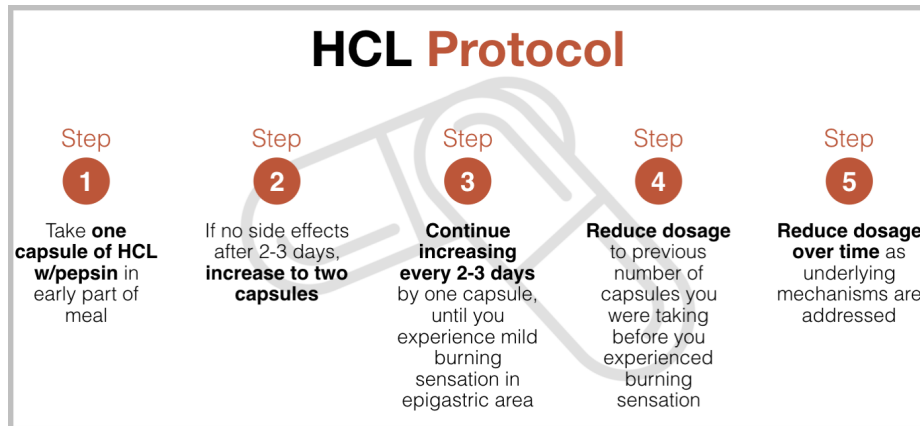 HCL Protocol
Step
1
Take one
capsule of HCL
w/pepsin in
early part of
meal
Step
2
If no side effects
after 2-3 days,
increase to two
capsules
Step
3
Continue
increasing
every 2-3 days
by one capsule,
until you
experience mild
burning
sensation in
epigastric area
Step
4
Reduce dosage
to previous
number of
capsules you
were taking
before you
experienced
burning
sensation
Step
5
Reduce dosage
over time as
underlying
mechanisms are
addressed